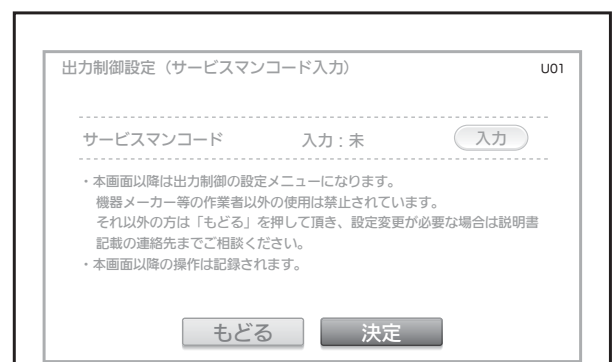 出力制御設定（サービスマンコード入力） U01
サービスマンコード 入力：未 入力
・本画面以降は出力制御の設定メニューになります。
機器メーカー等の作業者以外の使用は禁止されています。
それ以外の方は「もどる」を押して頂き、設定変更が必要な場合は説明書
記載の連絡先までご相談ください。
・本画面以降の操作は記録されます。
もどる 決定